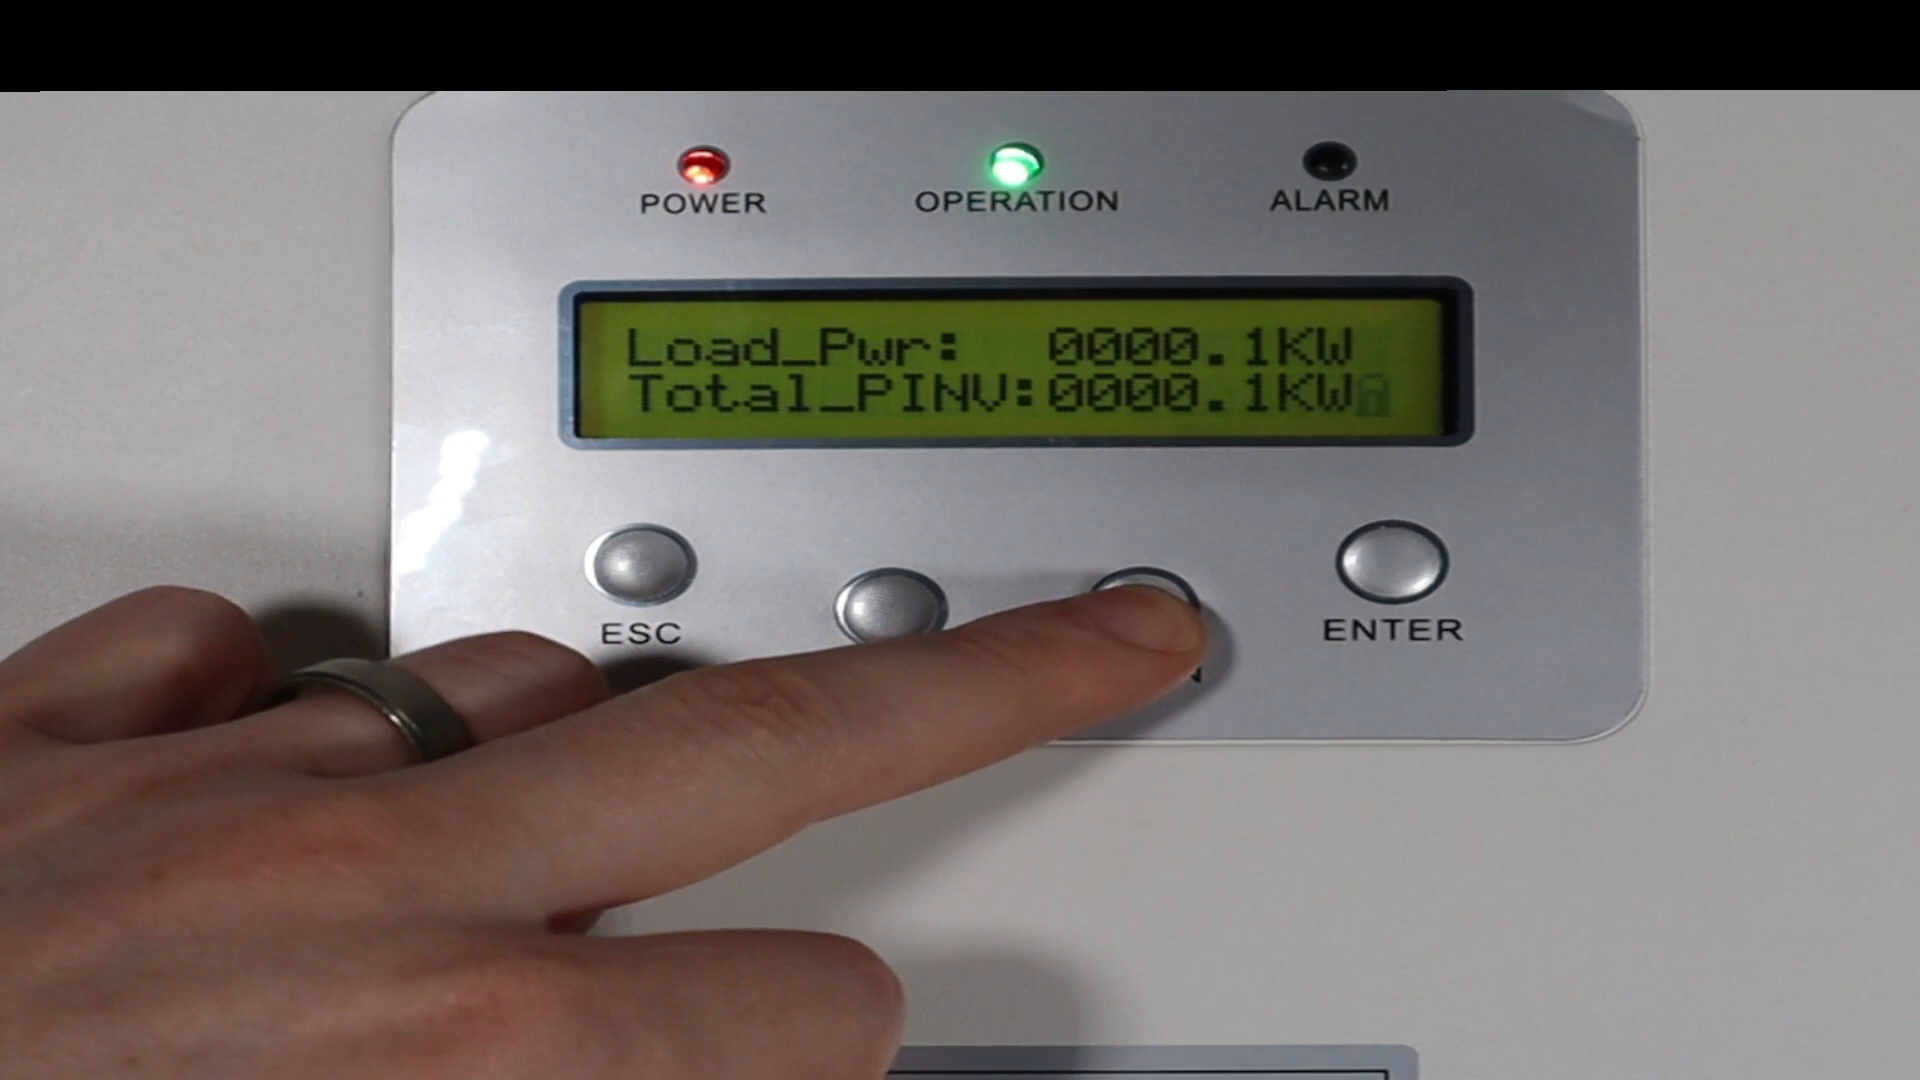 POWER OPERATION ALARM
Load_Pwr: 0000.1KW
Total_PINV:0000.1KW
ESC ENTER